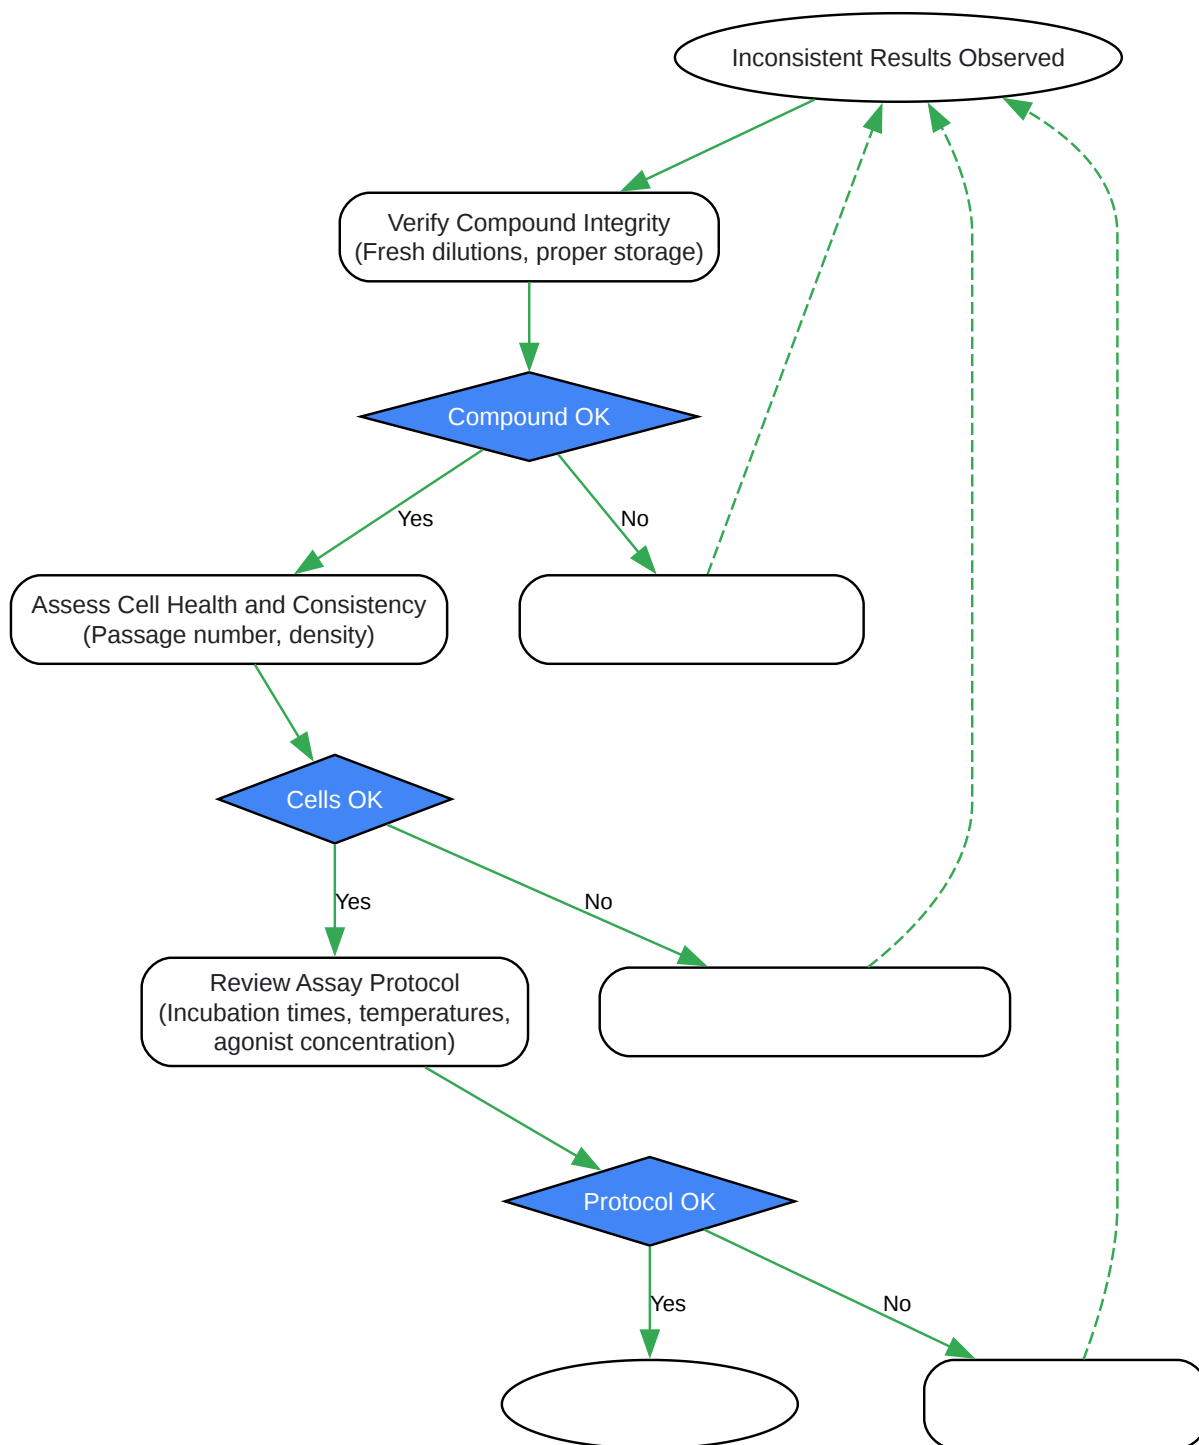 Inconsistent Results Observed
Verify Compound Integrity
(Fresh dilutions, proper storage)
Compound OK
Yes
No
Assess Cell Health and Consistency
(Passage number, density)
Cells OK
Yes
No
Review Assay Protocol
(Incubation times, temperatures,
agonist concentration)
Protocol OK
Yes
No